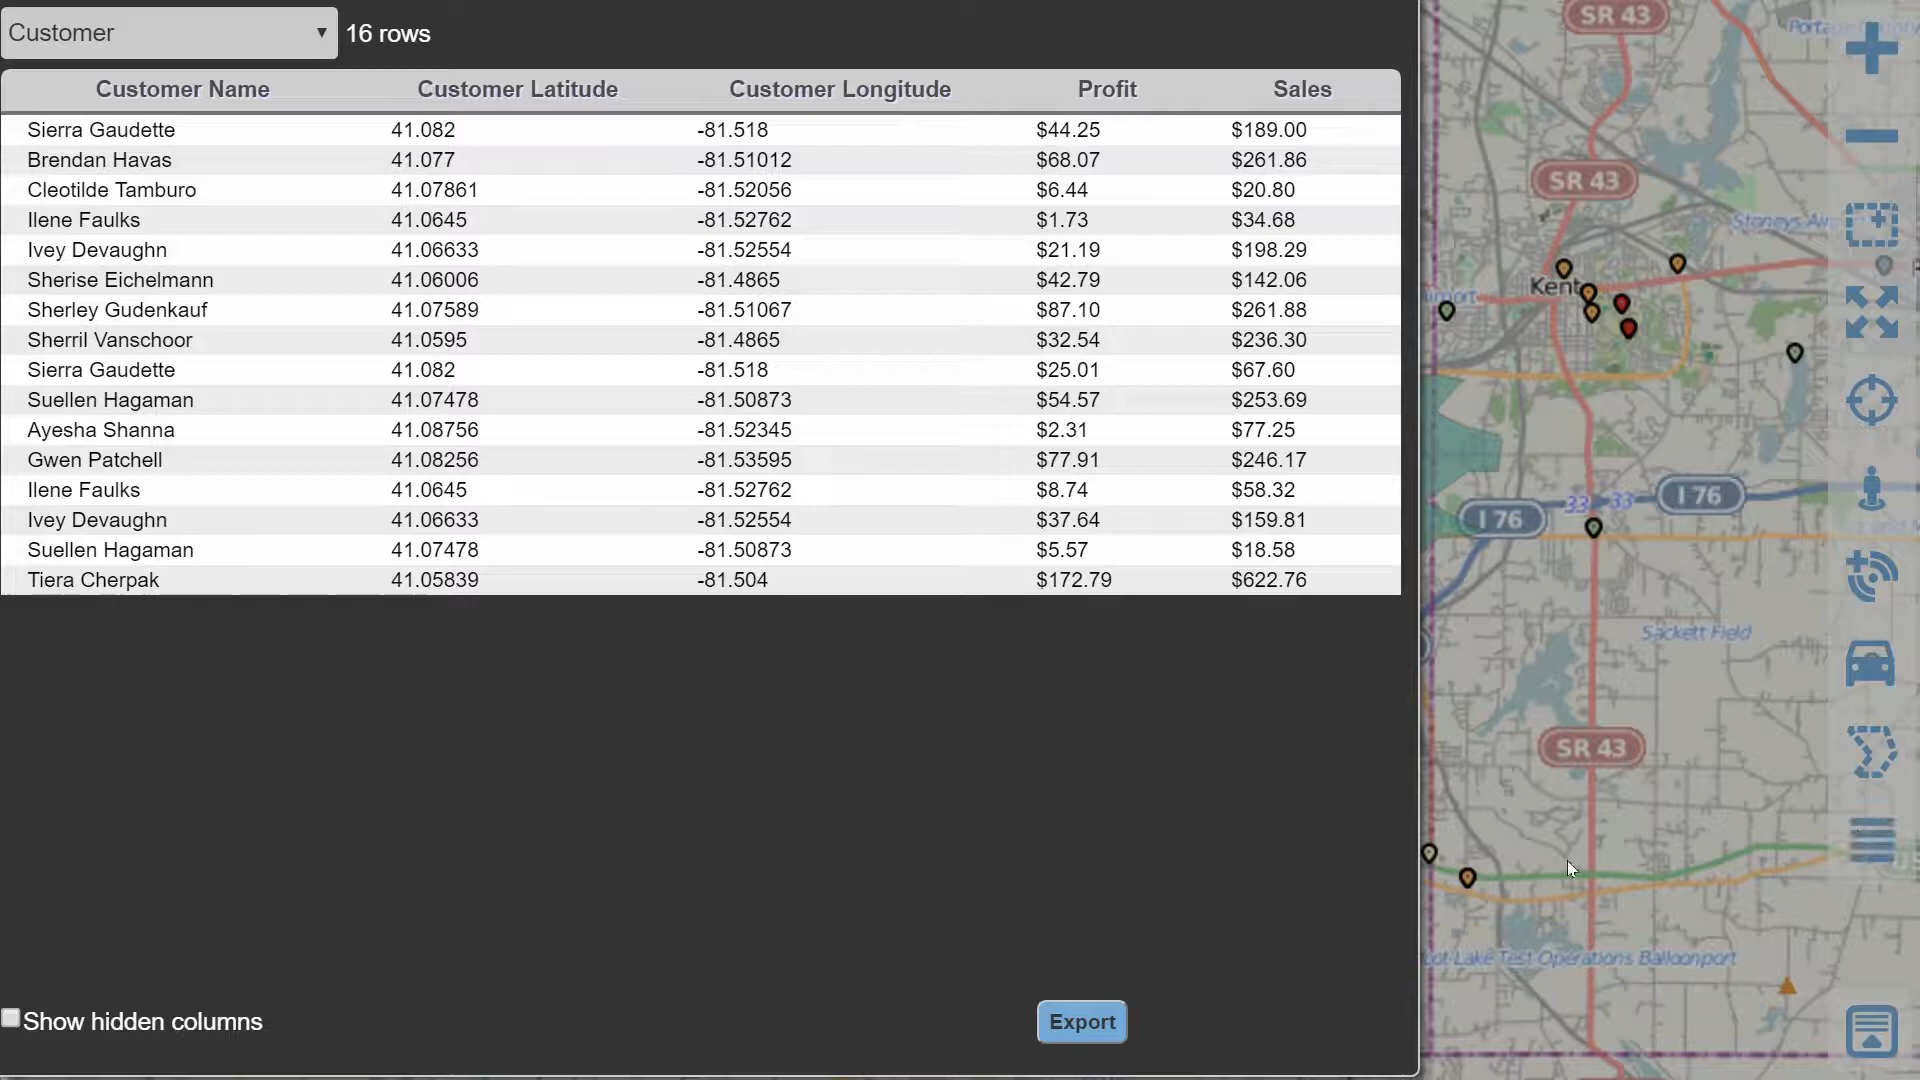 Customer ▼ 16 rows
Customer Name Customer Latitude Customer Longitude Profit Sales
Sierra Gaudette 41.082 -81.518 $44.25 $189.00
Brendan Havas 41.077 -81.51012 $68.07 $261.86
Cleotilde Tamburo 41.07861 -81.52056 $6.44 $20.80
Ilene Faulks 41.0645 -81.52762 $1.73 $34.68
Ivey Devaughn 41.06633 -81.52554 $21.19 $198.29
Sherise Eichelmann 41.06006 -81.4865 $42.79 $142.06
Sherley Gudenkauf 41.07589 -81.51067 $87.10 $261.88
Sherril Vanschoor 41.0595 -81.4865 $32.54 $236.30
Sierra Gaudette 41.082 -81.518 $25.01 $67.60
Suellen Hagaman 41.07478 -81.50873 $54.57 $253.69
Ayesha Shanna 41.08756 -81.52345 $2.31 $77.25
Gwen Patchell 41.08256 -81.53595 $77.91 $246.17
Ilene Faulks 41.0645 -81.52762 $8.74 $58.32
Ivey Devaughn 41.06633 -81.52554 $37.64 $159.81
Suellen Hagaman 41.07478 -81.50873 $5.57 $18.58
Tiera Cherpak 41.05839 -81.504 $172.79 $622.76
Show hidden columns
Export
SR 43
SR 43
Kent
I 76
33 33
I 76
Sackett Field
SR 43
Lake Test Operations Balloonport